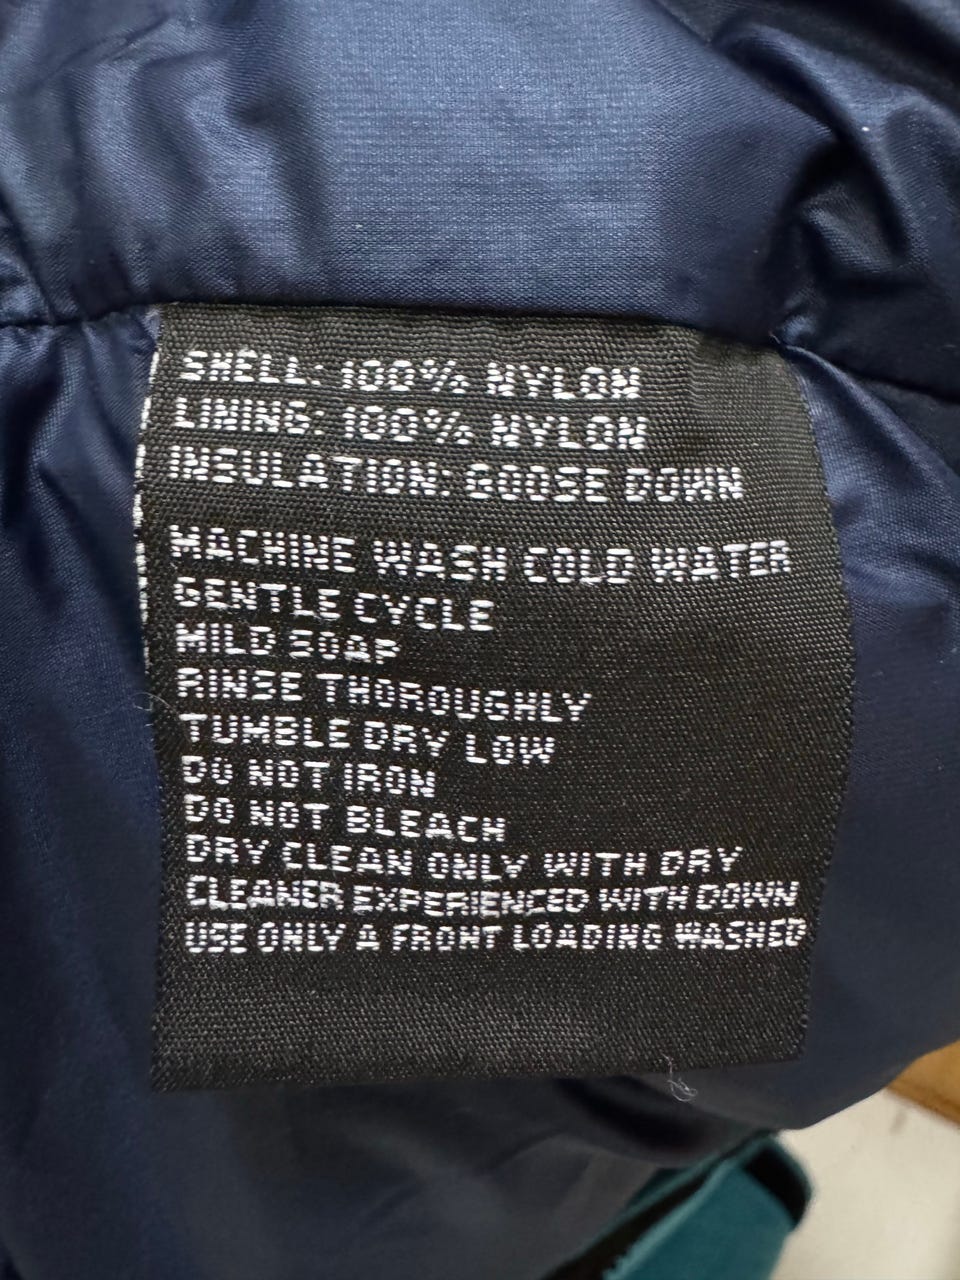 SHELL: 100% NYLON
LINING: 100% NYLON
INSULATION: GOOSE DOWN
MACHINE WASH COLD WATER
GENTLE CYCLE
MILD SOAP
RINSE THOROUGHLY
TUMBLE DRY LOW
DO NOT IRON
DO NOT BLEACH
DRY CLEAN ONLY WITH DRY
CLEANER EXPERIENCED WITH DOWN
USE ONLY A FRONT LOADING WASHED